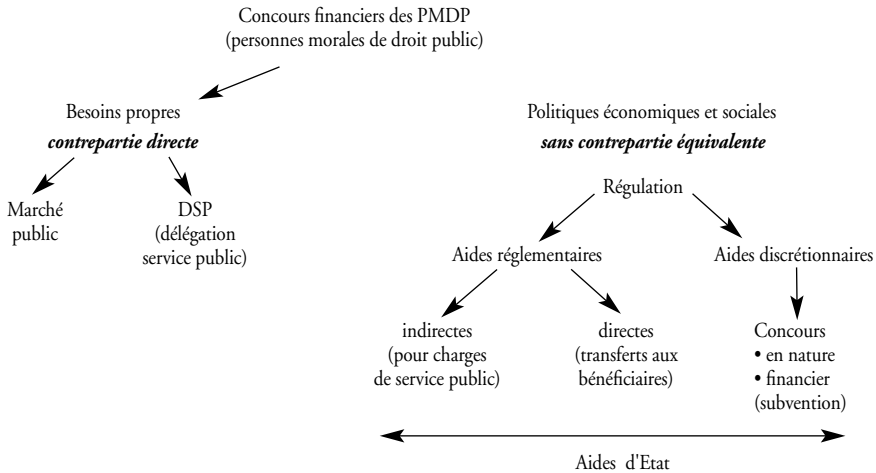 Concours financiers des PMDP
(personnes morales de droit public)
Besoins propres
contrepartie directe
Marché
public
DSP
(délégation
service public)
Politiques économiques et sociales
sans contrepartie équivalente
Régulation
Aides réglementaires
Aides discrétionnaires
indirectes
(pour charges
de service public)
directes
(transferts aux
bénéficiaires)
Concours
• en nature
• financier
(subvention)
Aides d'Etat